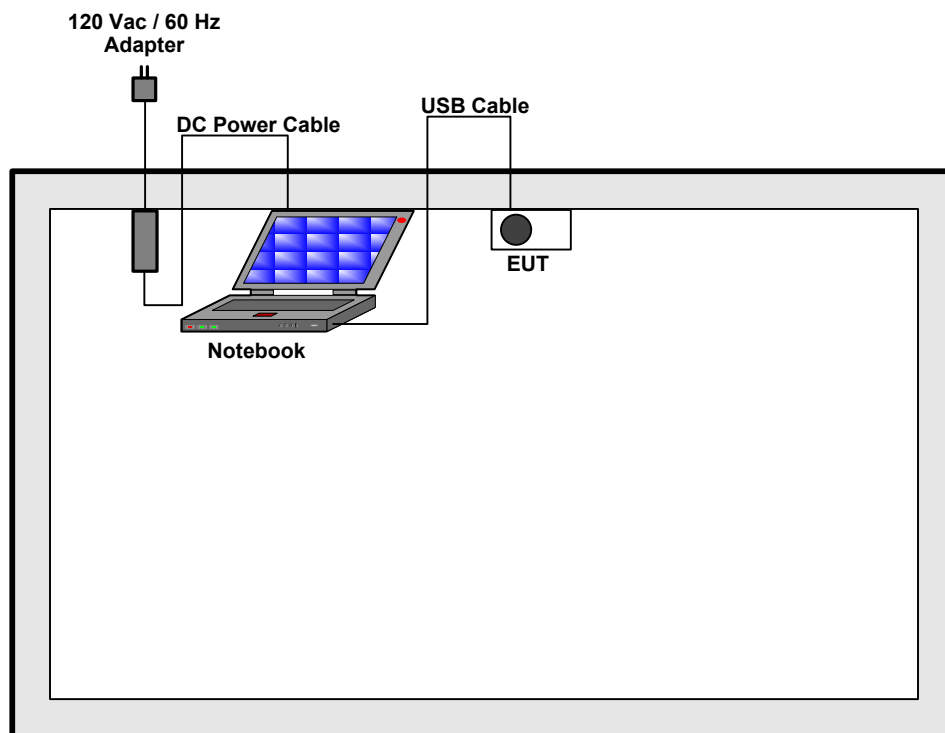 120 Vac / 60 Hz
Adapter
USB Cable
DC Power Cable
EUT
Notebook